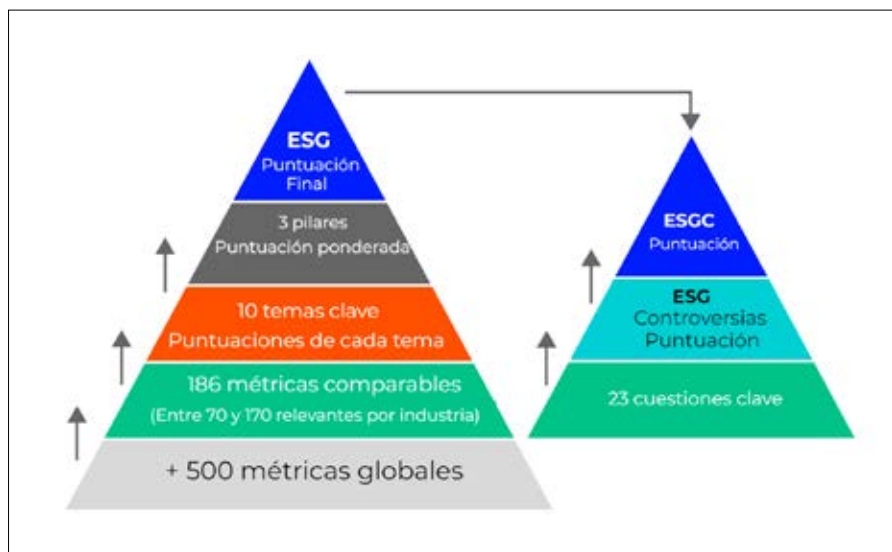 ESG
Puntuación
Final
3 pilares
Puntuación ponderada
10 temas clave
Puntuaciones de cada tema
186 métricas comparables
(Entre 70 y 170 relevantes por industria)
+ 500 métricas globales
ESGC
Puntuación
ESG
Controversias
Puntuación
23 cuestiones clave